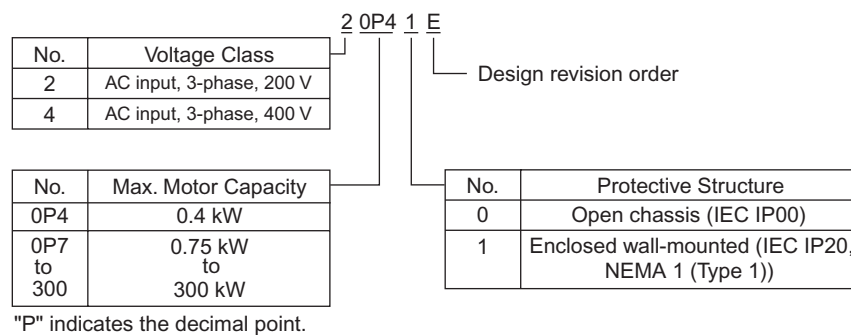 2 0P4 1 E
No. Voltage Class
2 AC input, 3-phase, 200 V
4 AC input, 3-phase, 400 V
Design revision order
No. Max. Motor Capacity
0P4 0.4 kW
0P7 0.75 kW
to to
300 300 kW
"P" indicates the decimal point.
No. Protective Structure
0 Open chassis (IEC IP00)
1 Enclosed wall-mounted (IEC IP20,
NEMA 1 (Type 1))